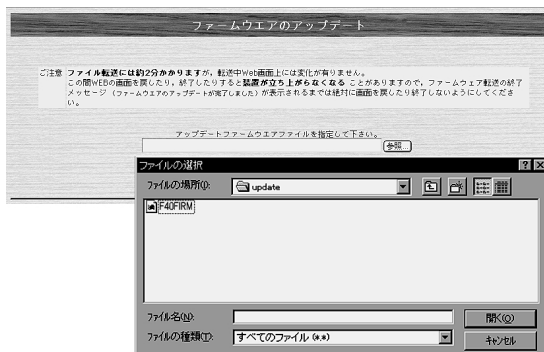 ファームウエアのアップデート
ご注意 ファイル転送には約2分かかりますが、転送中Web画面上には変化が有りません。
この間WEBの画面を戻したり，終了したりすると装置が立ち上がらなくなる ことがありますので，ファームウェア転送の終了
メッセージ（ファームウエアのアップデートが完了しました）が表示されるまでは絶対に画面を戻したり終了しないようにしてくださ
い。
アップデートファームウエアファイルを指定して下さい。
参照...
ファイルの選択
ファイルの場所(I):
update
F40FIRM
ファイル名(N):
開く(O)
ファイルの種類(T):
すべてのファイル (*.*)
キャンセル